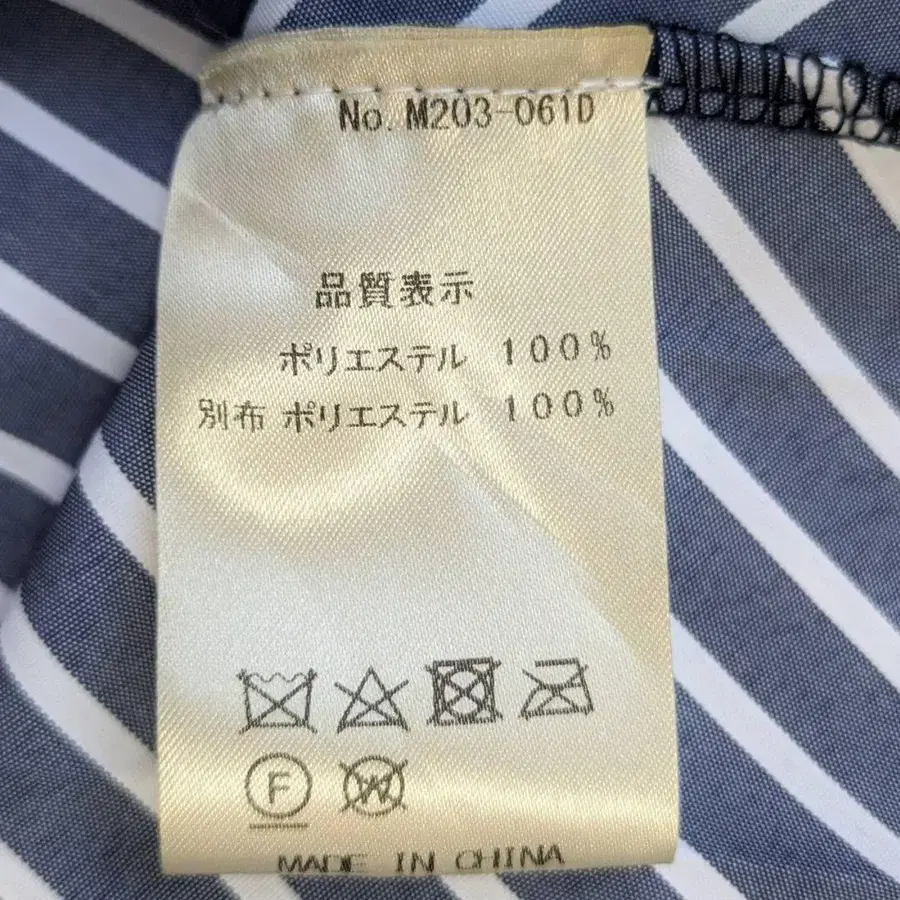 No. M203-061D
品質表示
ポリエステル 100%
別布 ポリエステル 100%
F W
MADE IN CHINA